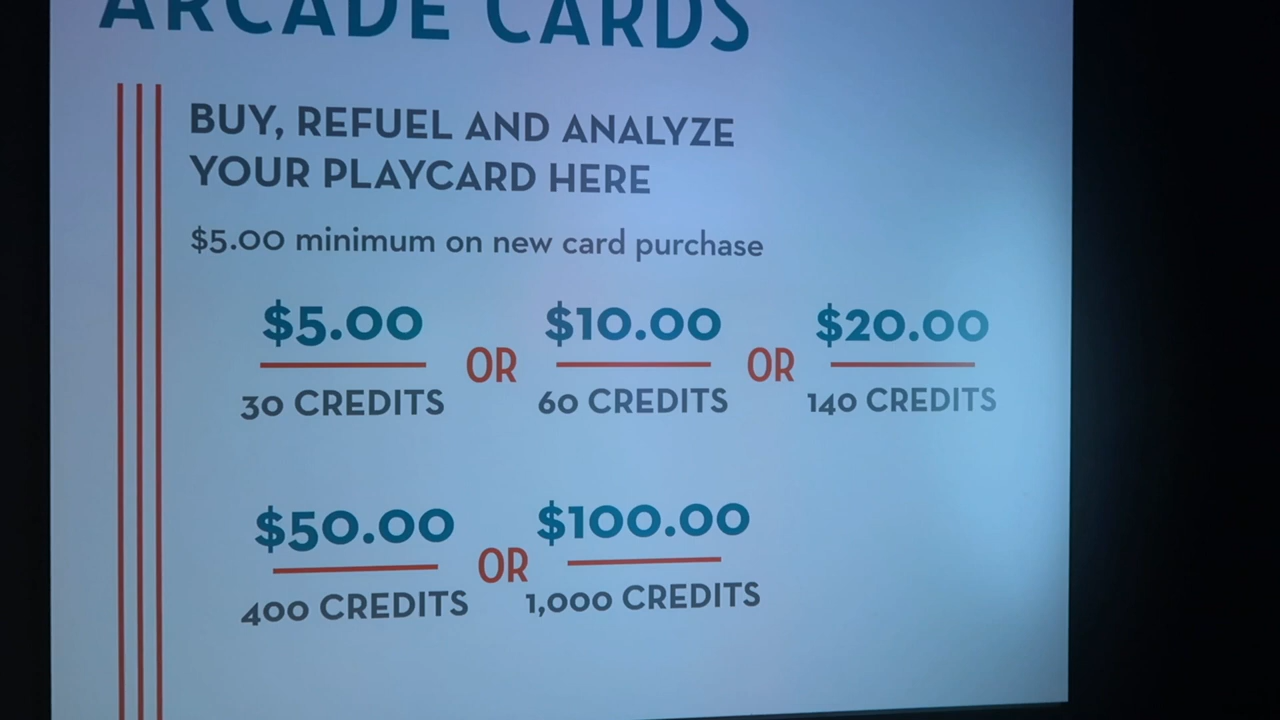 ARCADE CARDS
BUY, REFUEL AND ANALYZE
YOUR PLAYCARD HERE
$5.00 minimum on new card purchase
$5.00 OR $10.00 OR $20.00
30 CREDITS 60 CREDITS 140 CREDITS
$50.00 OR $100.00
400 CREDITS 1,000 CREDITS